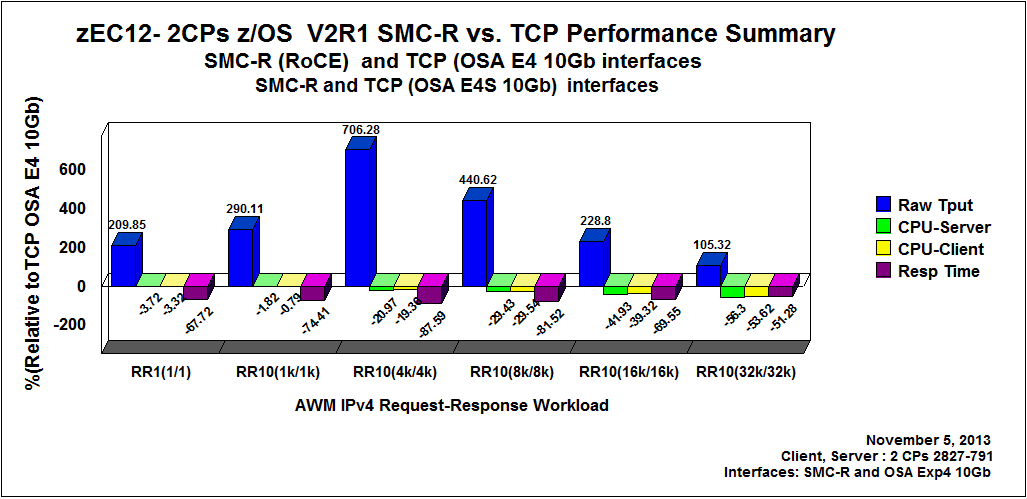 zEC12- 2CPs z/OS  V2R1 SMC-R vs. TCP Performance Summary
SMC-R (RoCE)  and TCP (OSA E4 10Gb interfaces
SMC-R and TCP (OSA E4S 10Gb)  interfaces
%(Relative toTCP OSA E4 10Gb)
600
400
200
0
-200
209.85
-3.72
-3.32
-67.72
290.11
-1.82
-0.79
-74.41
706.28
-20.97
-19.38
-87.59
440.62
-29.43
-29.54
-81.52
228.8
-41.93
-39.32
-69.55
105.32
-56.3
-53.62
-51.28
RR1(1/1)
RR10(1k/1k)
RR10(4k/4k)
RR10(8k/8k)
RR10(16k/16k)
RR10(32k/32k)
AWM IPv4 Request-Response Workload
Raw Tput
CPU-Server
CPU-Client
Resp Time
November 5, 2013
Client, Server : 2 CPs 2827-791
Interfaces: SMC-R and OSA Exp4 10Gb